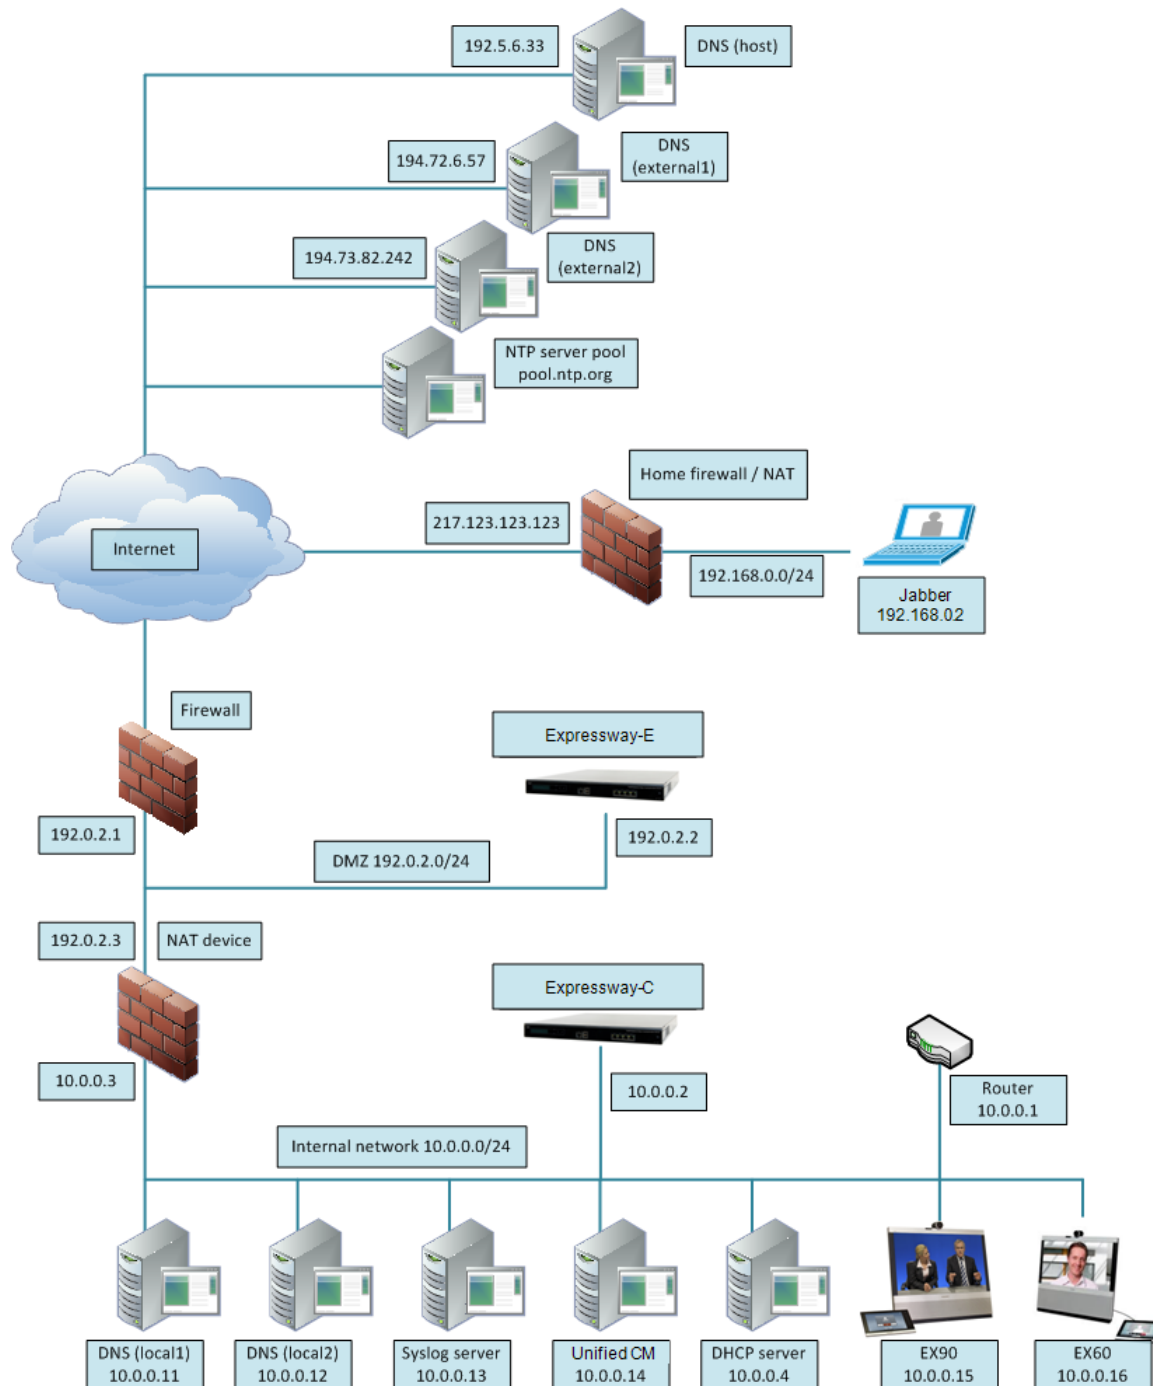 192.5.6.33
DNS (host)
194.72.6.57
DNS
(external1)
194.73.82.242
DNS
(external2)
NTP server pool
pool.ntp.org
Home firewall / NAT
217.123.123.123
Internet
192.168.0.0/24
Jabber
192.168.02
Firewall
Expressway-E
192.0.2.1
DMZ 192.0.2.0/24
192.0.2.2
192.0.2.3
NAT device
Expressway-C
10.0.0.3
10.0.0.2
Router
10.0.0.1
Internal network 10.0.0.0/24
DNS (local1)
10.0.0.11
DNS (local2)
10.0.0.12
Syslog server
10.0.0.13
Unified CM
10.0.0.14
DHCP server
10.0.0.4
EX90
10.0.0.15
EX60
10.0.0.16